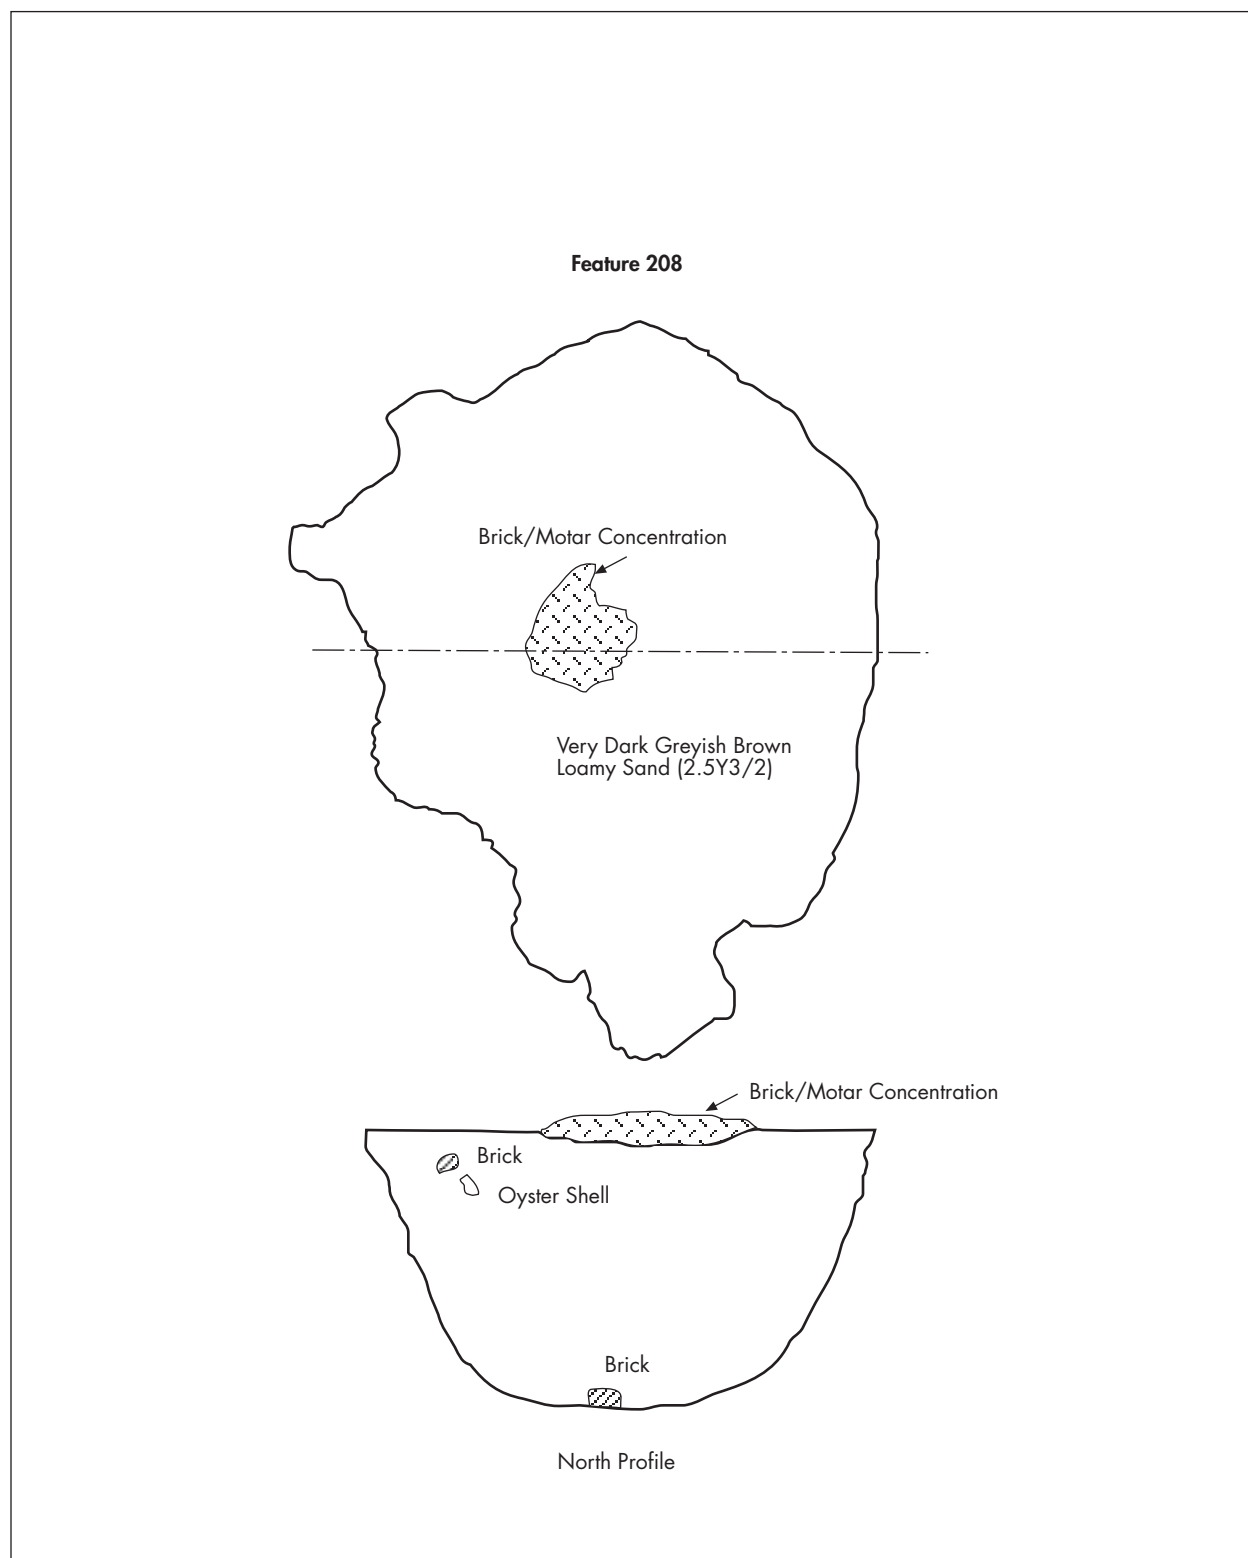 Feature 208
Brick/Motar Concentration
Very Dark Greyish Brown
Loamy Sand (2.5Y3/2)
Brick/Motar Concentration
Brick
Oyster Shell
Brick
North Profile